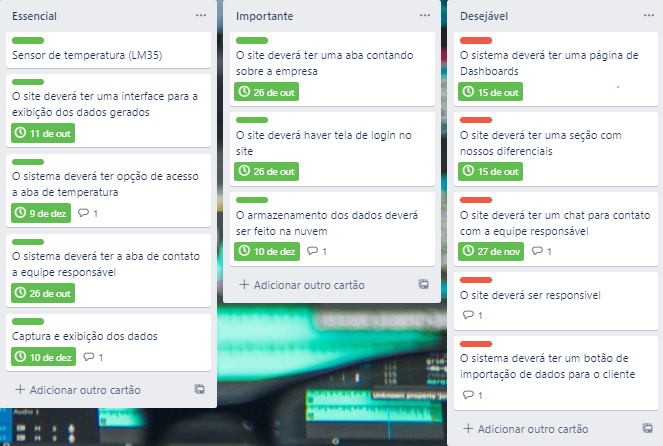 Essencial
Sensor de temperatura (LM35)
O site deverá ter uma interface para a
exibição dos dados gerados
11 de out
O sistema deverá ter opção de acesso
a aba de temperatura
9 de dez
1
O sistema deverá ter a aba de contato
a equipe responsável
26 de out
Captura e exibição dos dados
10 de dez
1
Adicionar outro cartão
Importante
O site deverá ter uma aba contando
sobre a empresa
26 de out
O site deverá haver tela de login no
site
26 de out
O armazenamento dos dados deverá
ser feito na nuvem
10 de dez
1
Adicionar outro cartão
Desejável
O sistema deverá ter uma página de
Dashboards
15 de out
O site deverá ter uma seção com
nossos diferenciais
15 de out
O site deverá ter um chat para contato
com a equipe responsável
27 de nov
1
O site deverá ser responsível
1
O sistema deverá ter um botão de
importação de dados para o cliente
1
Adicionar outro cartão
Audio 1
M S
Unknown property